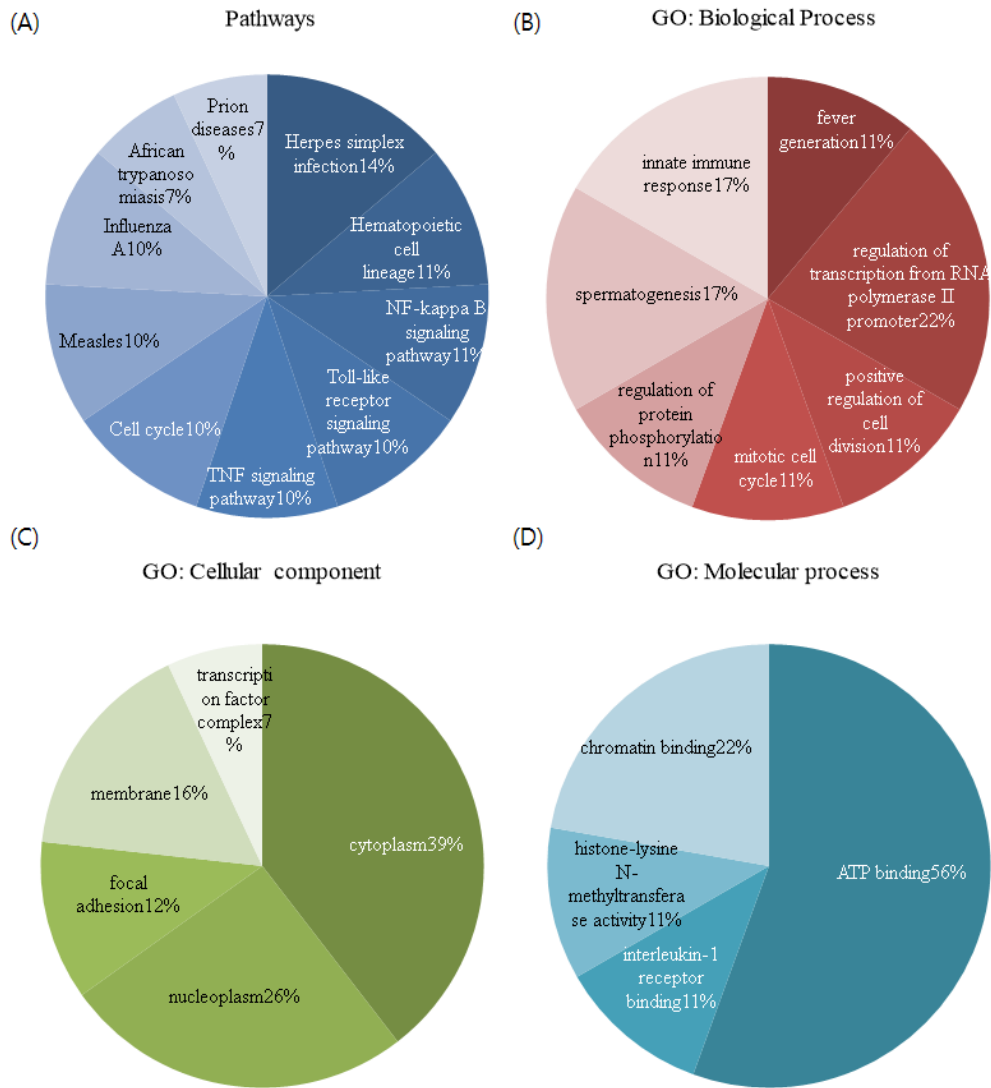 (A)
Pathways
Prion
diseases7
%
Herpes simplex
infection14%
African
trypanoso
miasis7%
Hematopoietic
cell
lineage11%
Influenza
A10%
NF-kappa B
signaling
pathway11%
Measles10%
Toll-like
receptor
signaling
pathway10%
Cell cycle10%
TNF signaling
pathway10%
(B)
GO: Biological Process
fever
generation11%
innate immune
response17%
regulation of
transcription from RNA
polymerase II
promoter22%
spermatogenesis17%
positive
regulation of
cell
division11%
regulation of
protein
phosphorylatio
n11%
mitotic cell
cycle11%
(C)
GO: Cellular component
transcripti
on factor
complex7
%
membrane16%
cytoplasm39%
focal
adhesion12%
nucleoplasm26%
(D)
GO: Molecular process
chromatin binding22%
histone-lysine
N-
methyltransfera
se activity11%
ATP binding56%
interleukin-1
receptor
binding11%